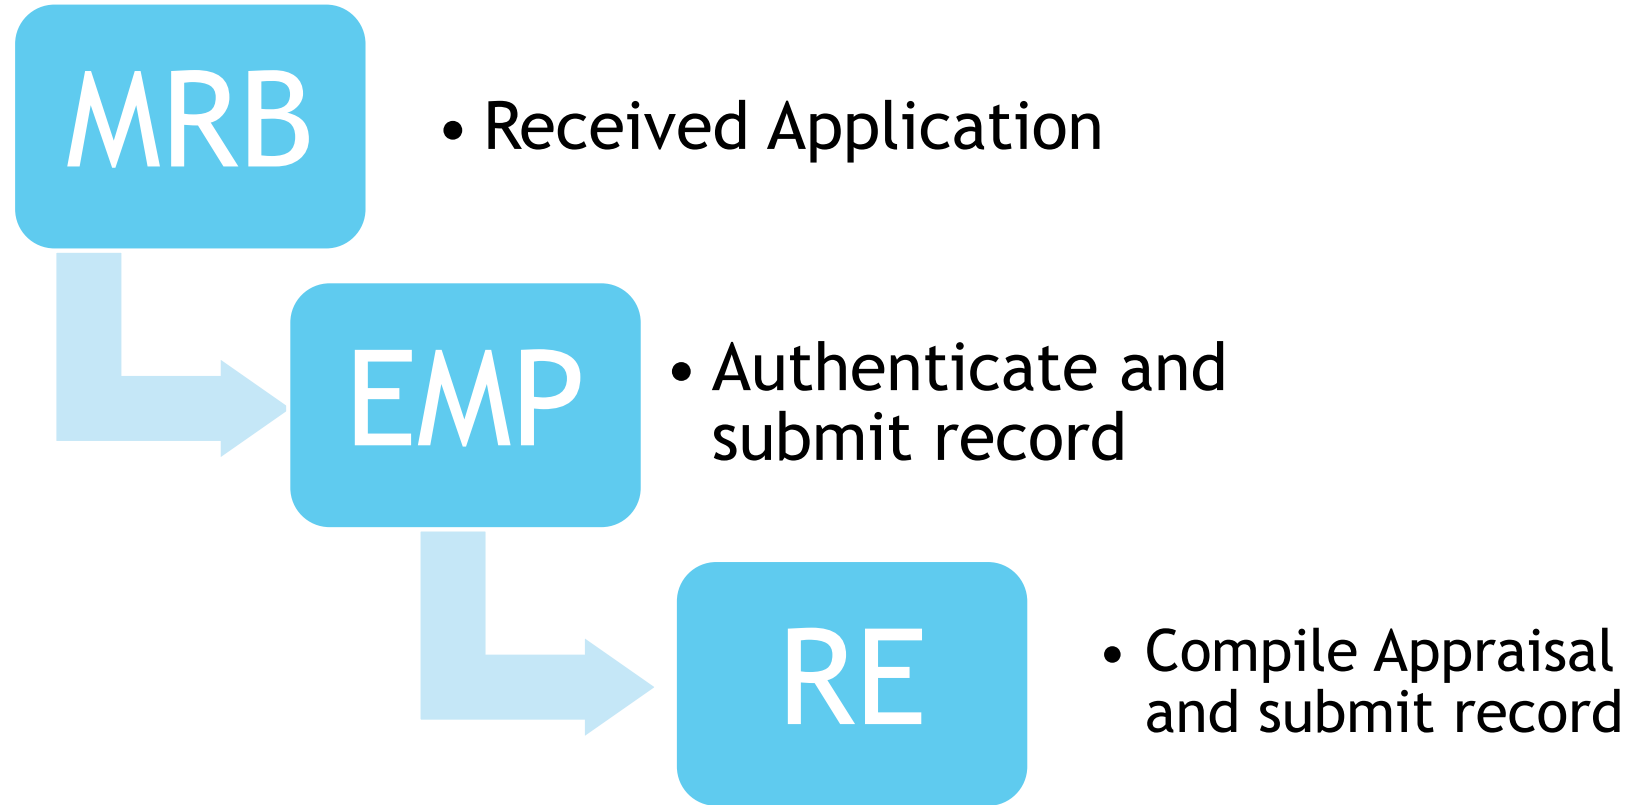 MRB
• Received Application
EMP
• Authenticate and
submit record
RE
• Compile Appraisal
and submit record